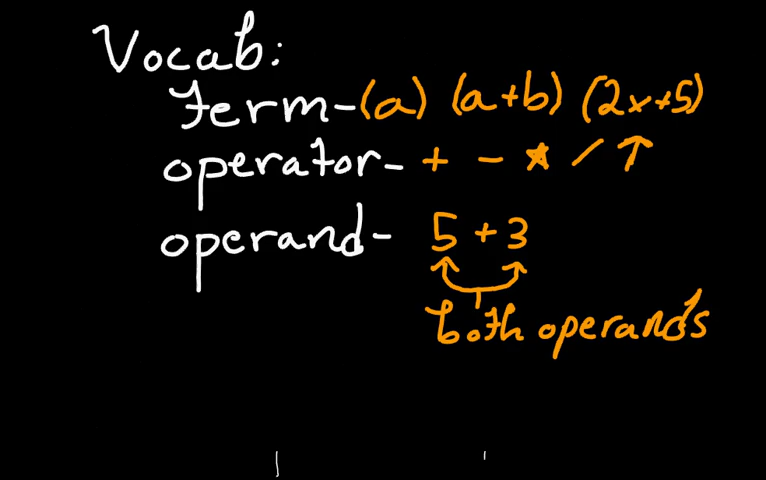 Vocab:
term-(a) (a+b) (2x+5)
operator- + - * / ↑
operand- 5 + 3
both operands